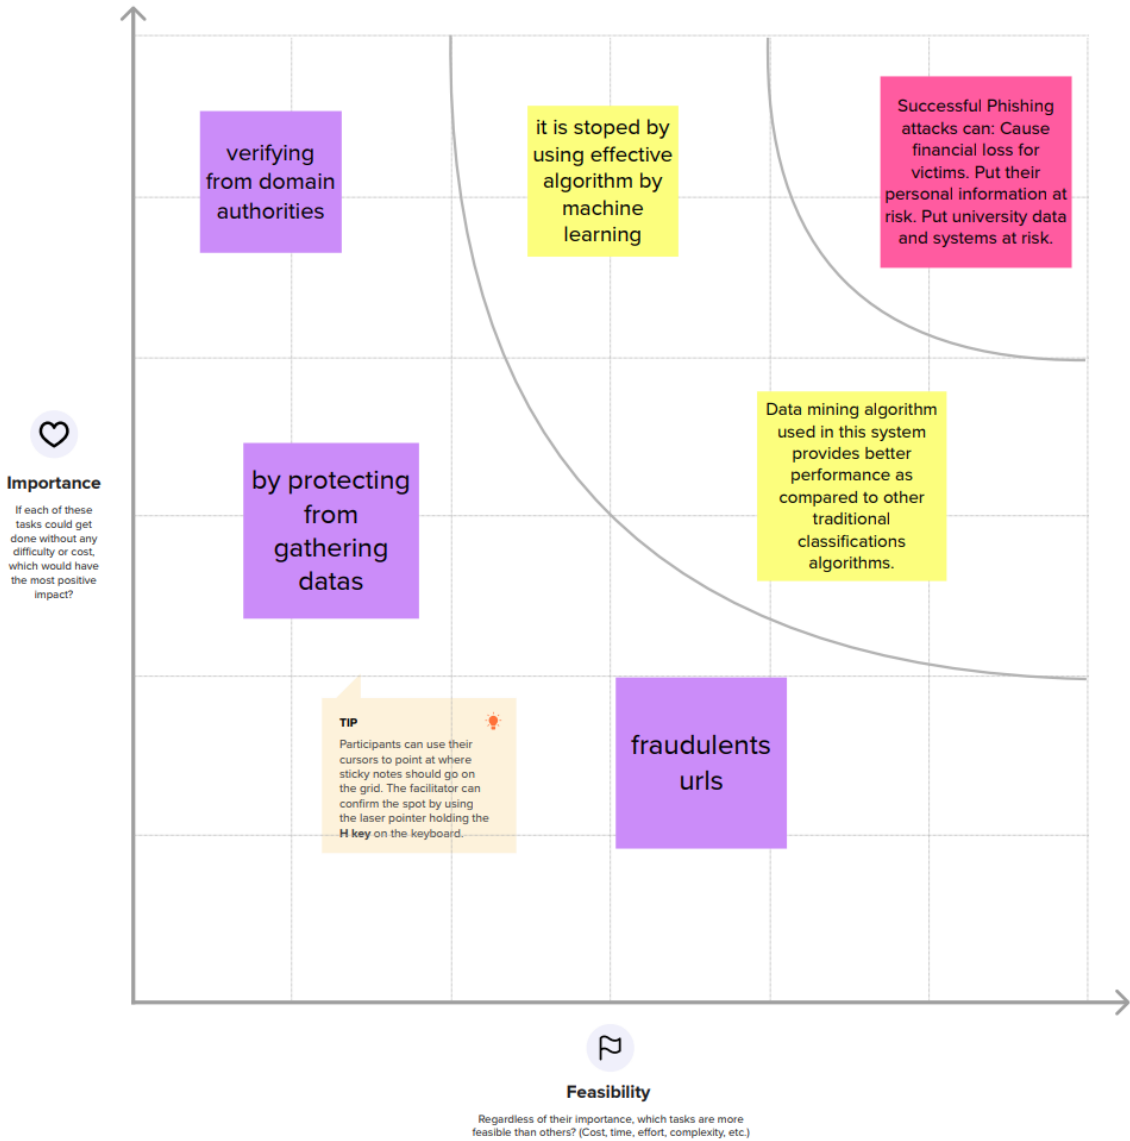 verifying
from domain
authorities
it is stoped by
using effective
algorithm by
machine
learning
Successful Phishing
attacks can: Cause
financial loss for
victims. Put their
personal information at
risk. Put university data
and systems at risk.
Importance
If each of these
tasks could get
done without any
difficulty or cost,
which would have
the most positive
impact?
by protecting
from
gathering
datas
Data mining algorithm
used in this system
provides better
performance as
compared to other
traditional
classifications
algorithms.
TIP
Participants can use their
cursors to point at where
sticky notes should go on
the grid. The facilitator can
confirm the spot by using
the laser pointer holding the
H key on the keyboard.
fraudulents
urls
Feasibility
Regardless of their importance, which tasks are more
feasible than others? (Cost, time, effort, complexity, etc.)